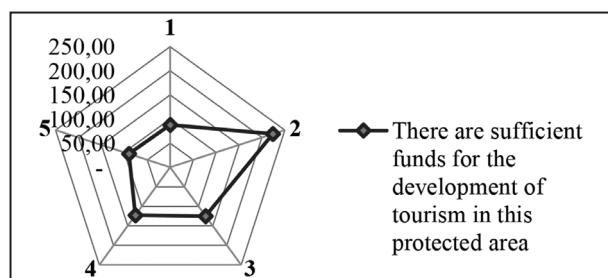 1
250,00
200,00
150,00
100,00
50,00
-
5
2
4
3
There are sufficient
funds for the
development of
tourism in this
protected area